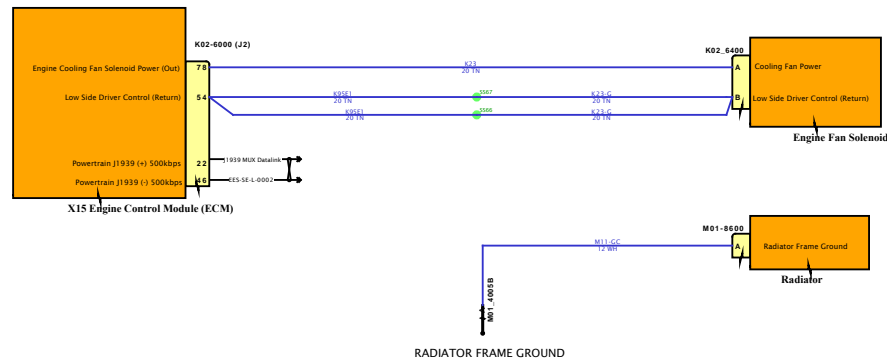 K02-6000 (J2)
K02_6400
Engine Cooling Fan Solenoid Power (Out) 78 K23 A Cooling Fan Power
20 TN
Low Side Driver Control (Return) 54 K95E1 SS67 K23-G B Low Side Driver Control (Return)
20 TN 20 TN
K95E1 SS66 K23-G
20 TN 20 TN
Engine Fan Solenoid
Powertrain J1939 (+) 500kbps 22 J1939 MUX Datalink
Powertrain J1939 (-) 500kbps 46 EES-SE-L-0002
X15 Engine Control Module (ECM)
M01-8600
M11-GC A Radiator Frame Ground
12 WH
Radiator
M01_4005B
RADIATOR FRAME GROUND